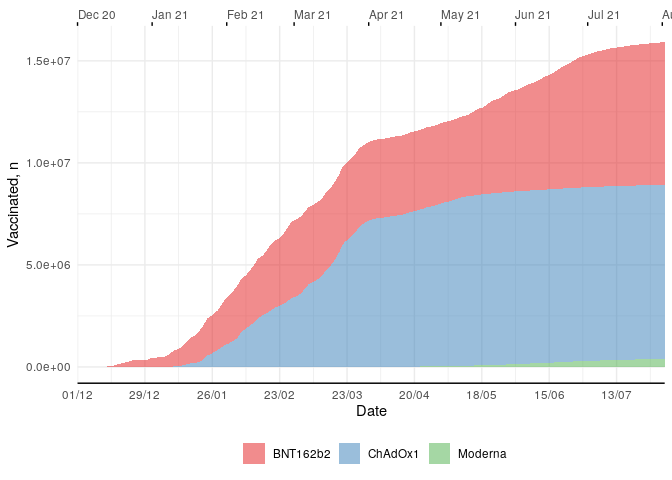 Dec 20 Jan 21 Feb 21 Mar 21 Apr 21 May 21 Jun 21 Jul 21 Au
1.5e+07
1.0e+07
5.0e+06
0.0e+00
Vaccinated, n
01/12 29/12 26/01 23/02 23/03 20/04 18/05 15/06 13/07
Date
BNT162b2 ChAdOx1 Moderna